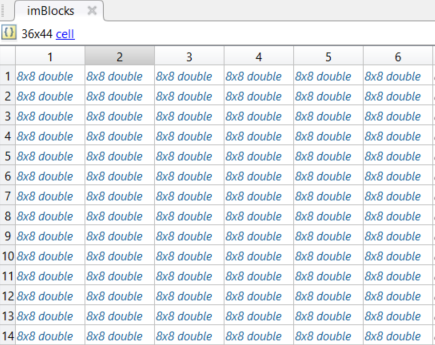 imBlocks
{} 36x44 cell
1 2 3 4 5 6
1 8x8 double 8x8 double 8x8 double 8x8 double 8x8 double 8x8 double
2 8x8 double 8x8 double 8x8 double 8x8 double 8x8 double 8x8 double
3 8x8 double 8x8 double 8x8 double 8x8 double 8x8 double 8x8 double
4 8x8 double 8x8 double 8x8 double 8x8 double 8x8 double 8x8 double
5 8x8 double 8x8 double 8x8 double 8x8 double 8x8 double 8x8 double
6 8x8 double 8x8 double 8x8 double 8x8 double 8x8 double 8x8 double
7 8x8 double 8x8 double 8x8 double 8x8 double 8x8 double 8x8 double
8 8x8 double 8x8 double 8x8 double 8x8 double 8x8 double 8x8 double
9 8x8 double 8x8 double 8x8 double 8x8 double 8x8 double 8x8 double
10 8x8 double 8x8 double 8x8 double 8x8 double 8x8 double 8x8 double
11 8x8 double 8x8 double 8x8 double 8x8 double 8x8 double 8x8 double
12 8x8 double 8x8 double 8x8 double 8x8 double 8x8 double 8x8 double
13 8x8 double 8x8 double 8x8 double 8x8 double 8x8 double 8x8 double
14 8x8 double 8x8 double 8x8 double 8x8 double 8x8 double 8x8 double